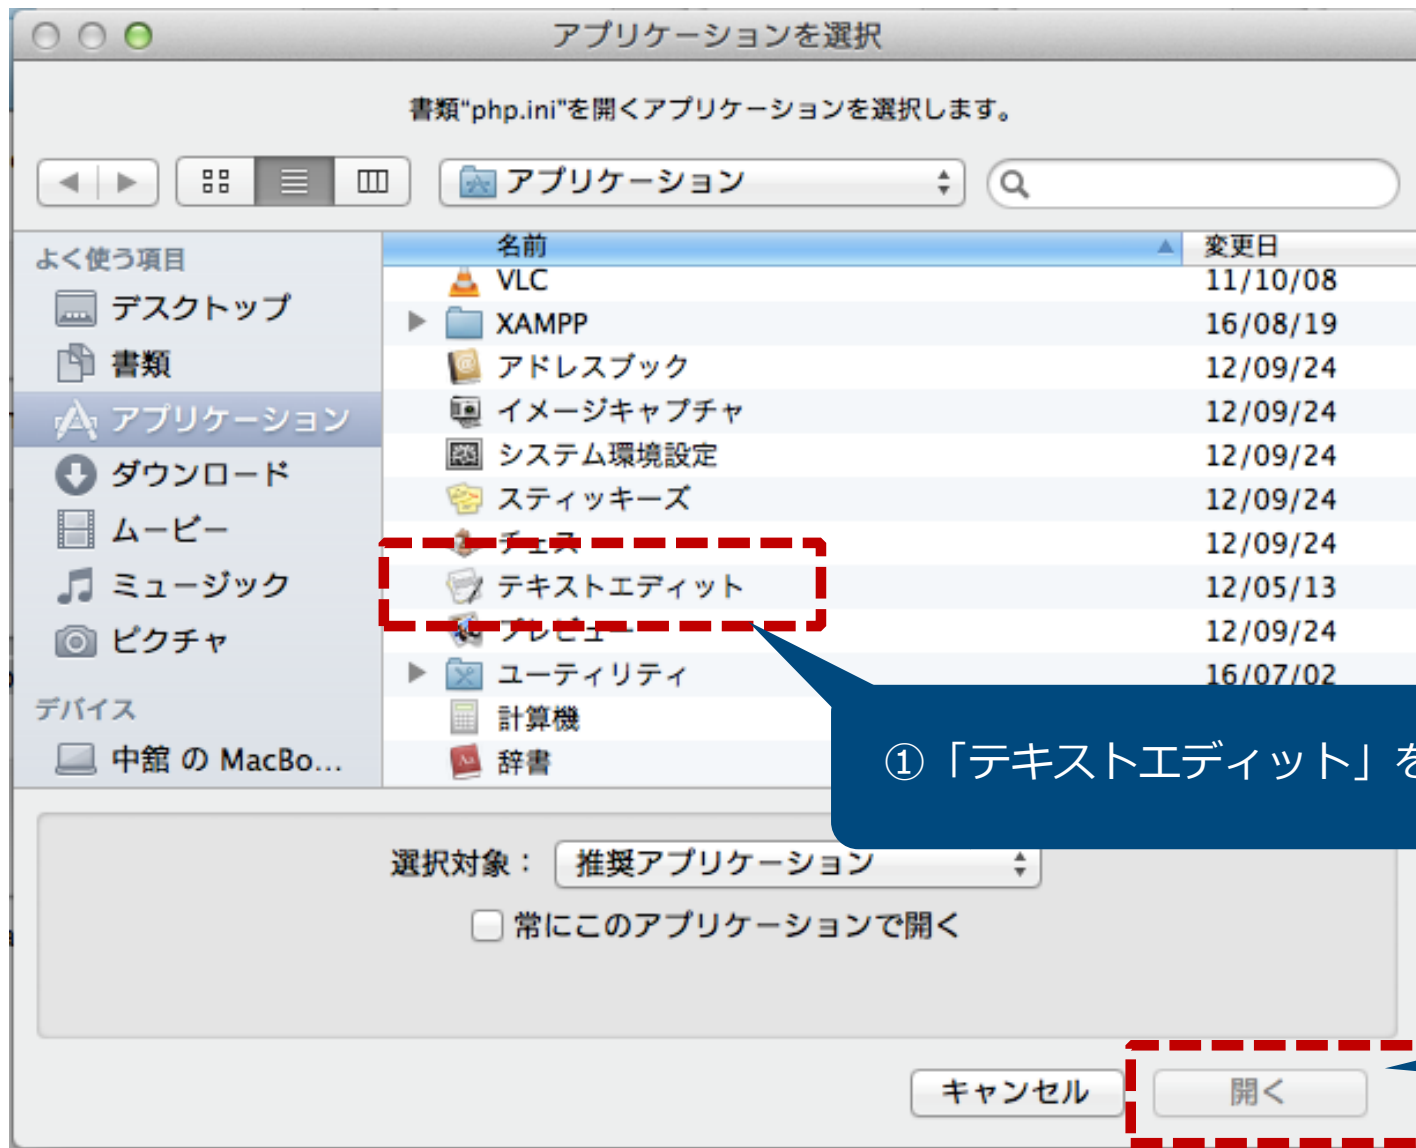 アプリケーションを選択
書類"php.ini"を開くアプリケーションを選択します。
アプリケーション
よく使う項目
デスクトップ
書類
アプリケーション
ダウンロード
ムービー
ミュージック
ピクチャ
デバイス
中舘 の MacBo...
名前 変更日
VLC 11/10/08
XAMPP 16/08/19
アドレスブック 12/09/24
イメージキャプチャ 12/09/24
システム環境設定 12/09/24
スティッキーズ 12/09/24
チェス 12/09/24
テキストエディット 12/05/13
プレビュー 12/09/24
ユーティリティ 16/07/02
計算機
辞書
①「テキストエディット」を
選択対象： 推奨アプリケーション
常にこのアプリケーションで開く
キャンセル 開く